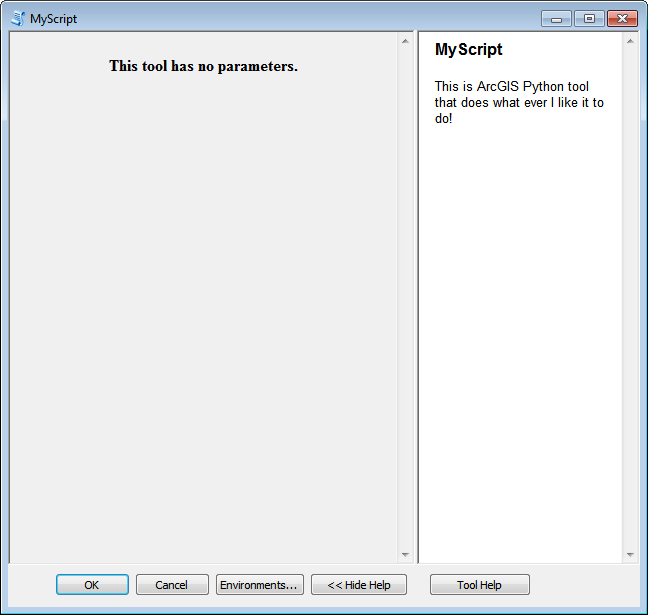 MyScript
This tool has no parameters.
MyScript
This is ArcGIS Python tool
that does what ever I like it to
do!
OK
Cancel
Environments...
<< Hide Help
Tool Help